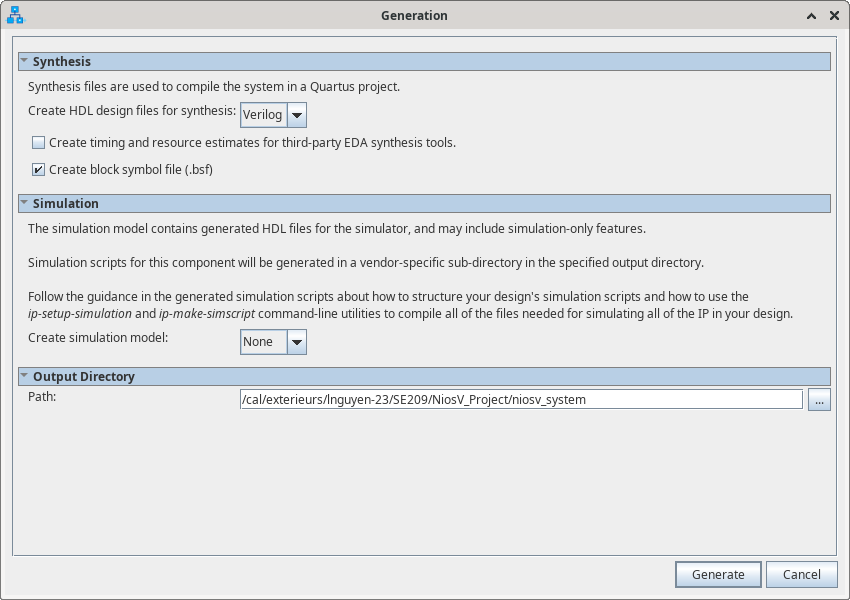 Generation
Synthesis
Synthesis files are used to compile the system in a Quartus project.
Create HDL design files for synthesis: Verilog
Create timing and resource estimates for third-party EDA synthesis tools.
Create block symbol file (.bsf)
Simulation
The simulation model contains generated HDL files for the simulator, and may include simulation-only features.
Simulation scripts for this component will be generated in a vendor-specific sub-directory in the specified output directory.
Follow the guidance in the generated simulation scripts about how to structure your design's simulation scripts and how to use the
ip-setup-simulation and ip-make-simscript command-line utilities to compile all of the files needed for simulating all of the IP in your design.
Create simulation model: None
Output Directory
Path: /cal/exterieurs/lnguyen-23/SE209/NiosV_Project/niosv_system ...
Generate Cancel